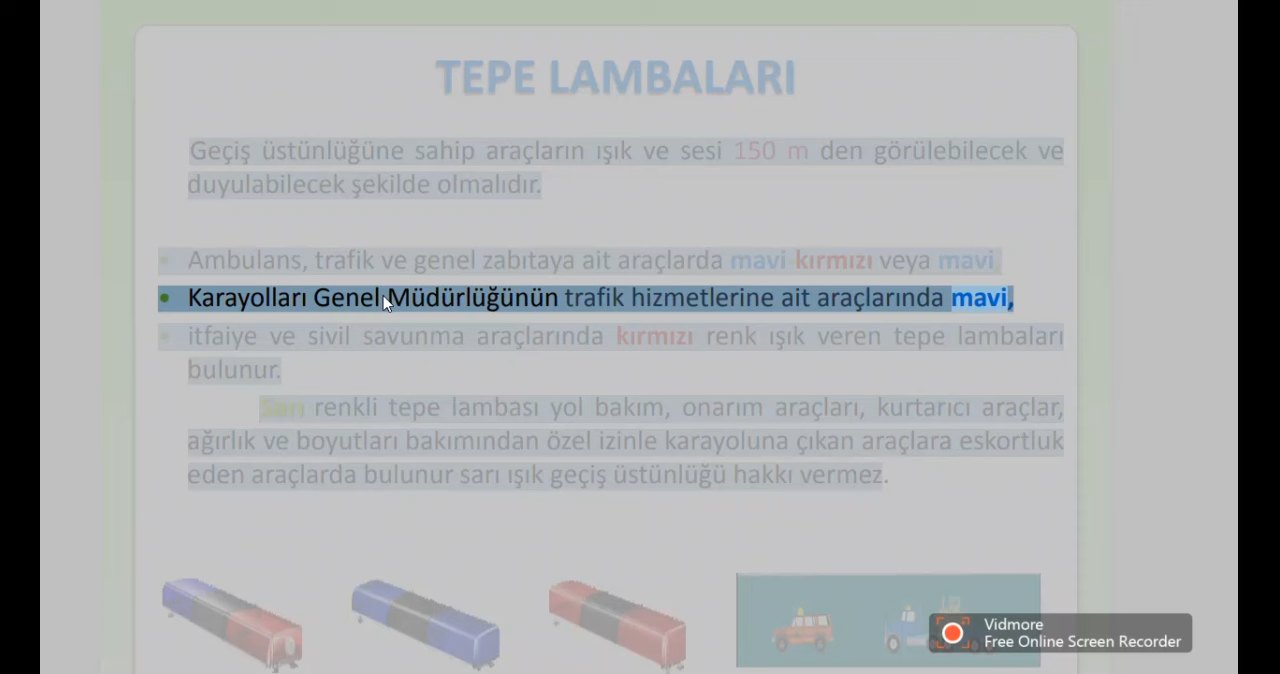 TEPE LAMBALARI
Geçiş üstünlüğüne sahip araçların ışık ve sesi 150 m den görülebilecek ve
duyulabilecek şekilde olmalıdır.
• Ambulans, trafik ve genel zabıtaya ait araçlarda mavi kırmızı veya mavi
• Karayolları Genel Müdürlüğünün trafik hizmetlerine ait araçlarında mavi,
• itfaiye ve sivil savunma araçlarında kırmızı renk ışık veren tepe lambaları
bulunur.
Sarı renkli tepe lambası yol bakım, onarım araçları, kurtarıcı araçlar,
ağırlık ve boyutları bakımından özel izinle karayoluna çıkan araçlara eskortluk
eden araçlarda bulunur sarı ışık geçiş üstünlüğü hakkı vermez.
Vidmore
Free Online Screen Recorder